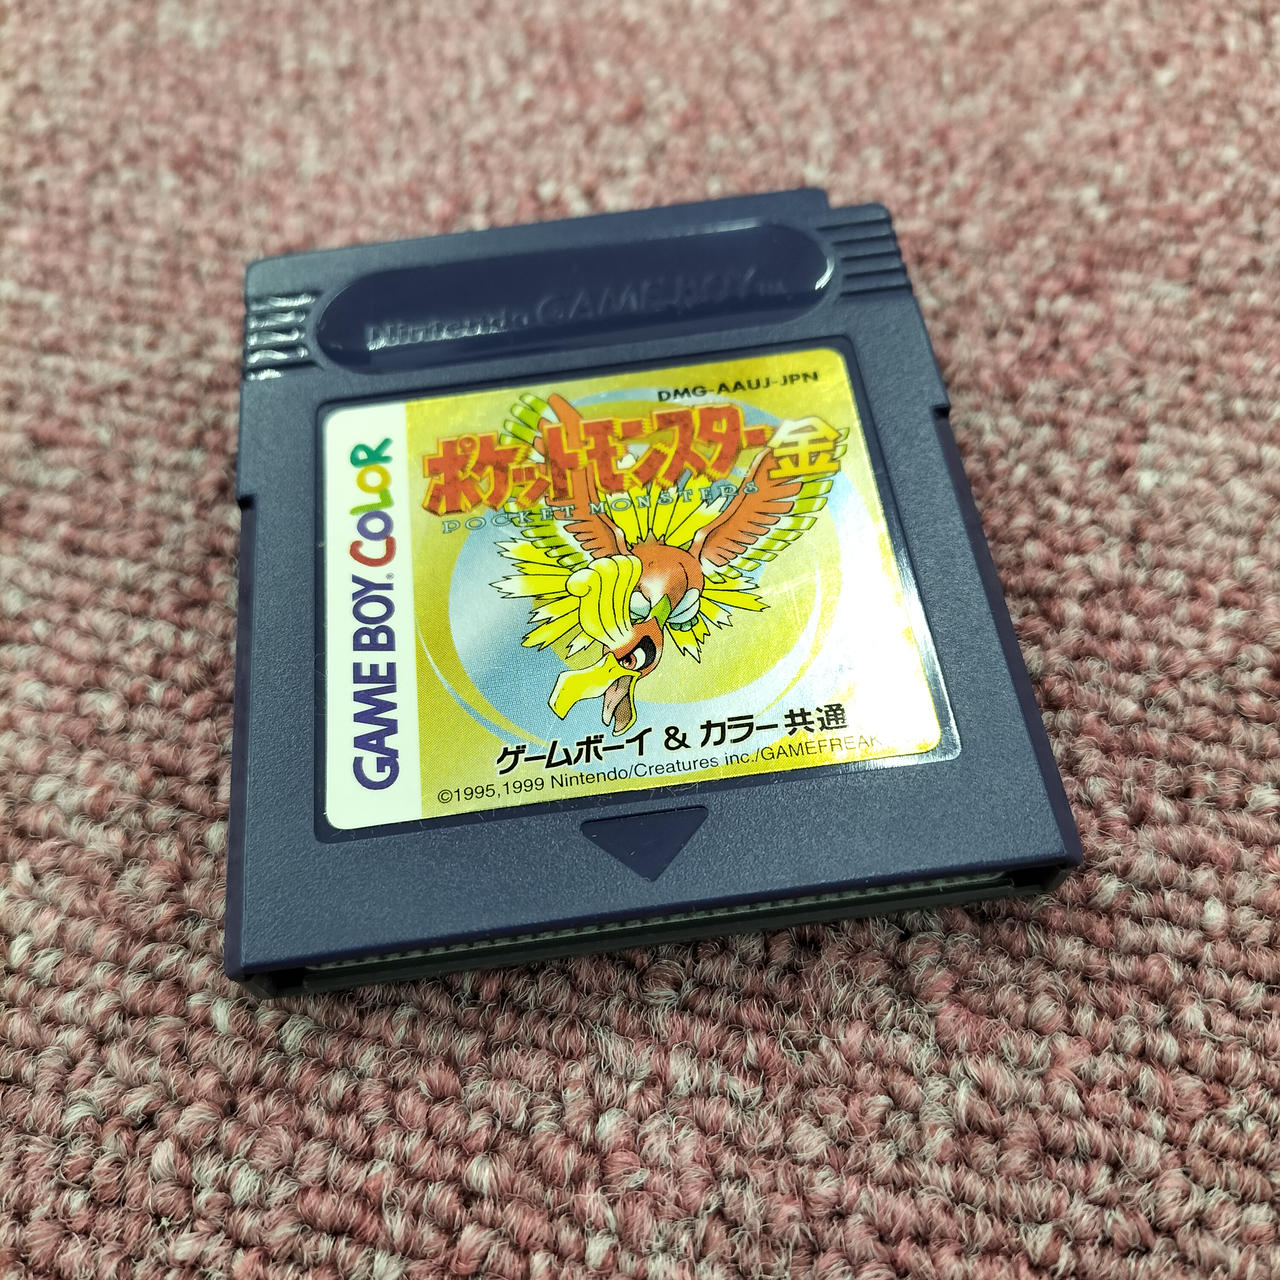 Nintendo GAME BOY™
DMG-AAUJ-JPN
ポケットモンスター金
POCKET MONSTERS
GAME BOY COLOR
ゲームボーイ & カラー共通
©1995,1999 Nintendo/Creatures inc./GAMEFREAK